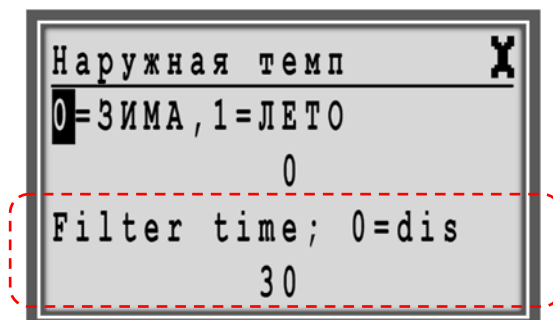 Наружная темп X
0=ЗИМА,1=ЛЕТО
0
Filter time; 0=dis
30